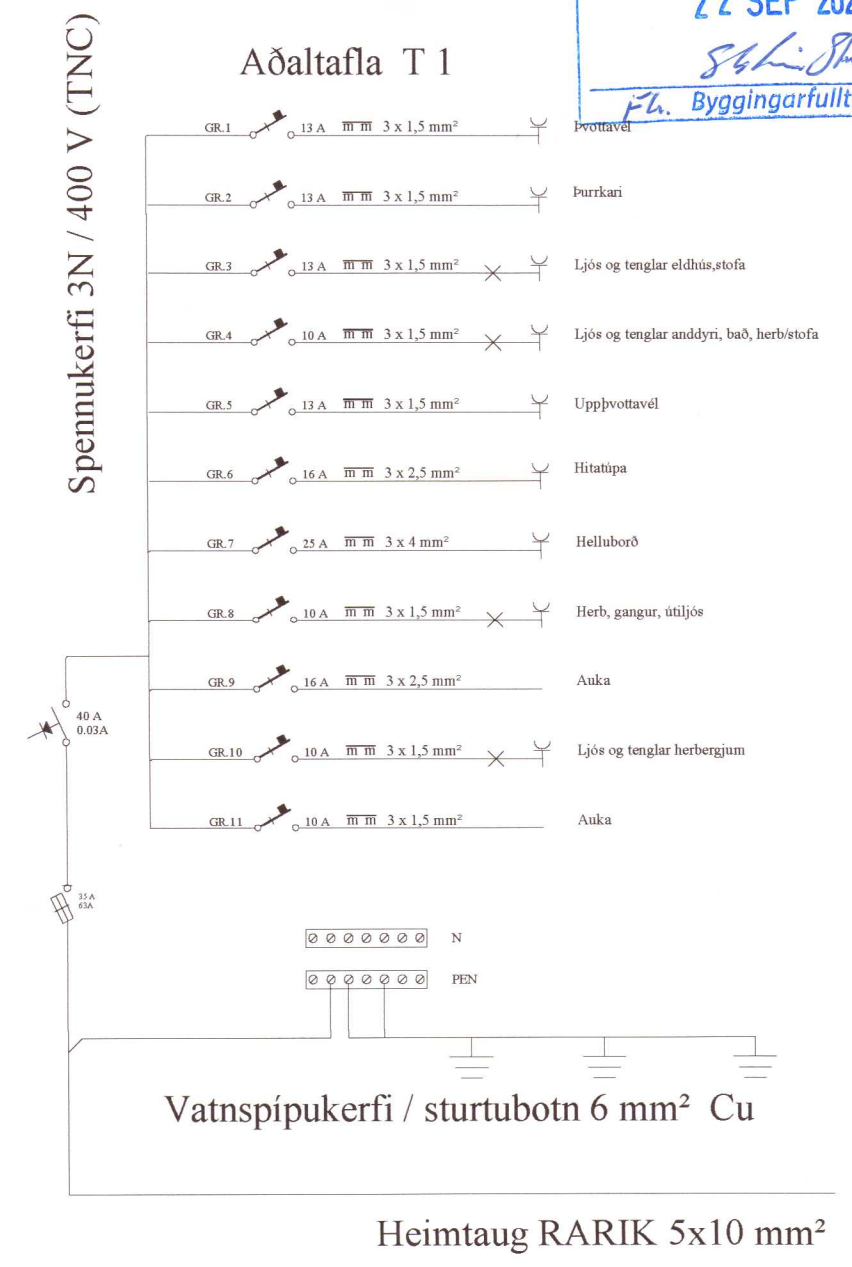 22 SEP
Fh. Byggingarfullt
Spennukerfi 3N / 400 V (TNC)
Aðaltafla T 1
GR.1 13 A m m 3 x 1,5 mm² Þvottavél
GR.2 13 A m m 3 x 1,5 mm² Þurrkari
GR.3 13 A m m 3 x 1,5 mm² Ljós og tenglar eldhús,stofa
GR.4 10 A m m 3 x 1,5 mm² Ljós og tenglar anddyri, bað, herb/stofa
GR.5 13 A m m 3 x 1,5 mm² Uppþvottavél
GR.6 16 A m m 3 x 2,5 mm² Hitatúpa
GR.7 25 A m m 3 x 4 mm² Helluborð
GR.8 10 A m m 3 x 1,5 mm² Herb, gangur, útiljós
GR.9 16 A m m 3 x 2,5 mm² Auka
40 A
0.03A
GR.10 10 A m m 3 x 1,5 mm² Ljós og tenglar herbergjum
GR.11 10 A m m 3 x 1,5 mm² Auka
35 A
63A
N
PEN
Vatnspípukerfi / sturtubotn 6 mm² Cu
Heimtaug RARIK 5x10 mm²